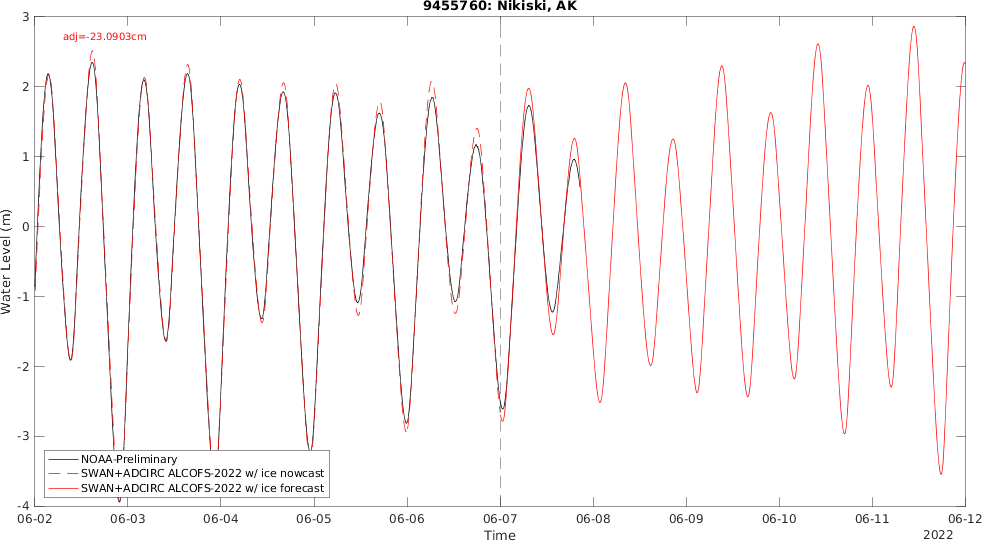 9455760: Nikiski, AK
adj=-23.0903cm
Water Level (m)
3
2
1
0
-1
-2
-3
-4
NOAA-Preliminary
SWAN+ADCIRC ALCOFS-2022 w/ ice nowcast
SWAN+ADCIRC ALCOFS-2022 w/ ice forecast
06-02 06-03 06-04 06-05 06-06 06-07 06-08 06-09 06-10 06-11 06-12
Time
2022